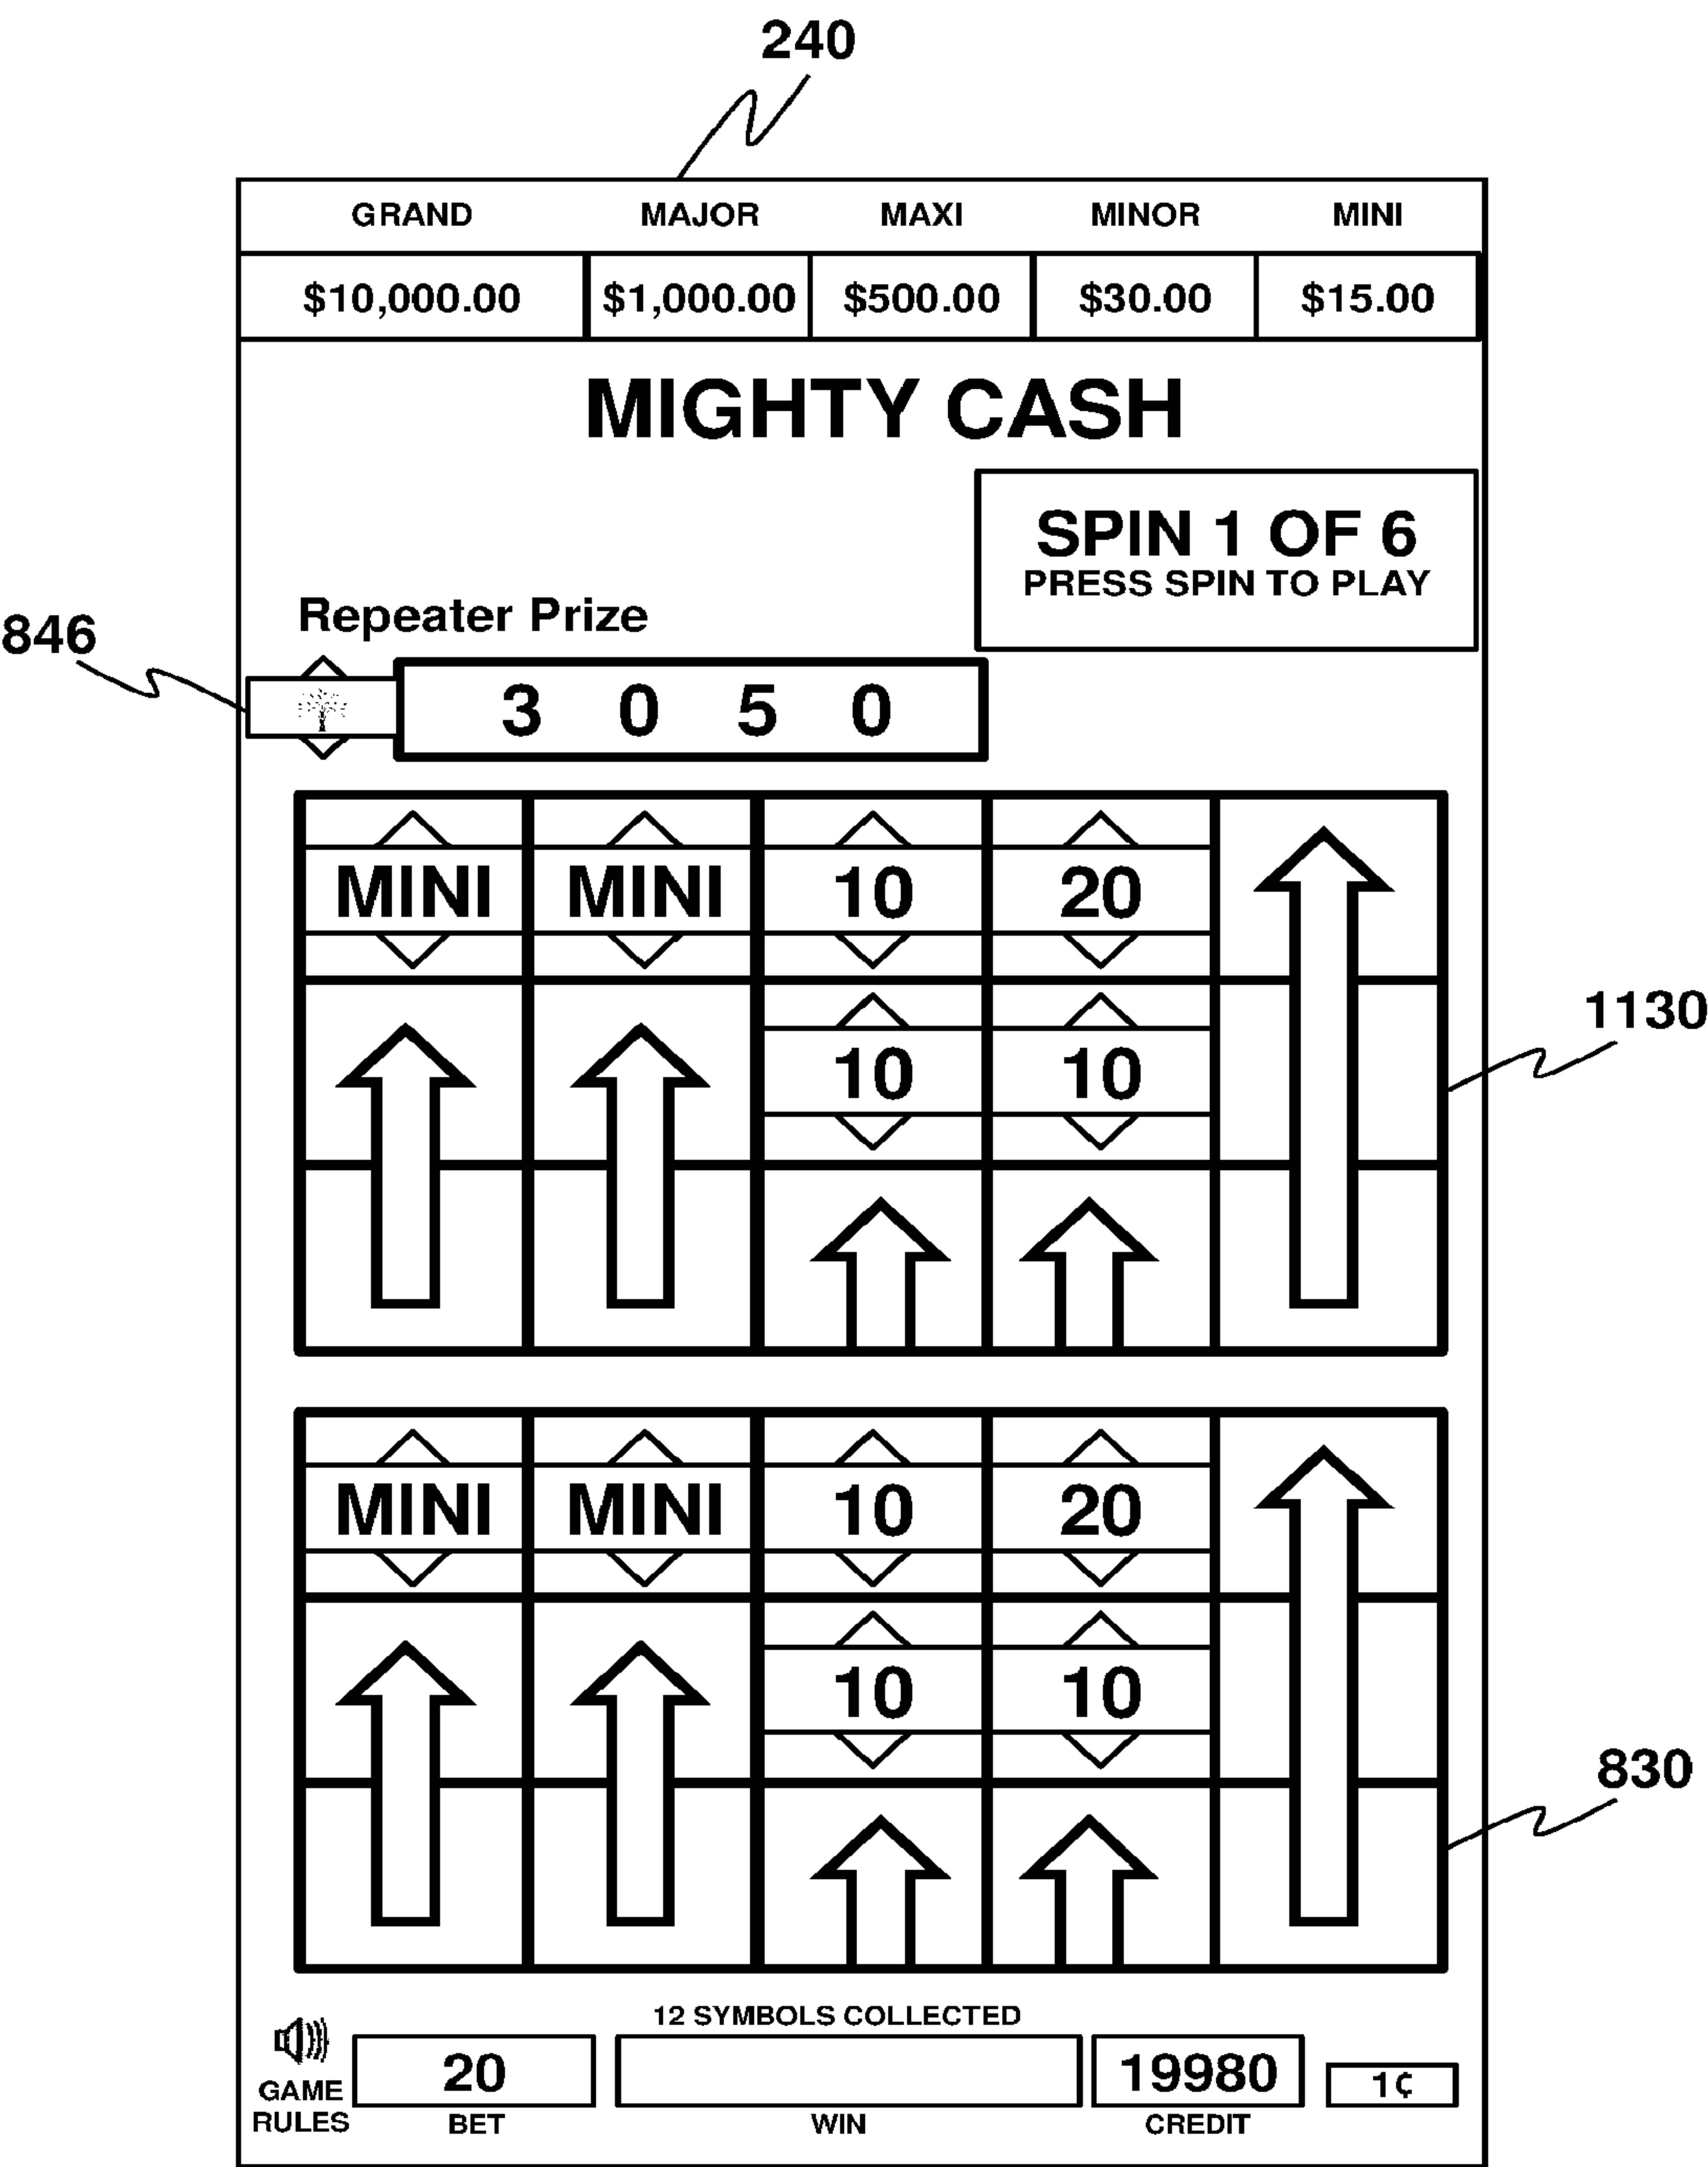 240
GRAND MAJOR MAXI MINOR MINI
$10,000.00 $1,000.00 $500.00 $30.00 $15.00
MIGHTY CASH
SPIN 1 OF 6
PRESS SPIN TO PLAY
Repeater Prize
846
3 0 5 0
MINI MINI 10 20
1130
10 10
MINI MINI 10 20
10 10
830
12 SYMBOLS COLLECTED
20 19980 1¢
GAME RULES BET WIN CREDIT